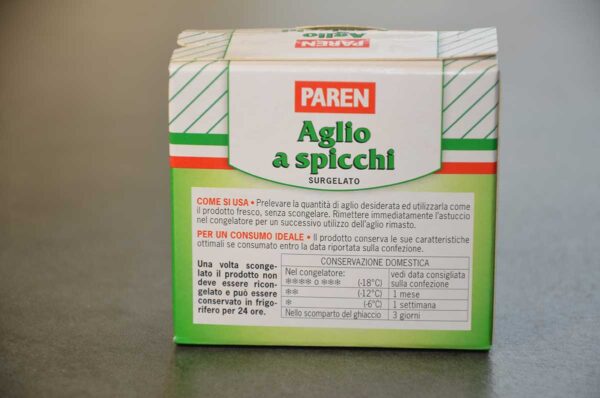 PAREN
Aglio
PAREN
Aglio
a spicchi
SURGELATO
COME SI USA • Prelevare la quantità di aglio desiderata ed utilizzarla come
il prodotto fresco, senza scongelare. Rimettere immediatamente l'astuccio
nel congelatore per un successivo utilizzo dell'aglio rimasto.
PER UN CONSUMO IDEALE • Il prodotto conserva le sue caratteristiche
ottimali se consumato entro la data riportata sulla confezione.
Una volta sconge-
lato il prodotto non
deve essere ricon-
gelato e può essere
conservato in frigo-
rifero per 24 ore.
CONSERVAZIONE DOMESTICA
Nel congelatore: vedi data consigliata
**** o *** (-18°C) sulla confezione
** (-12°C) 1 mese
* (-6°C) 1 settimana
Nello scomparto del ghiaccio 3 giorni